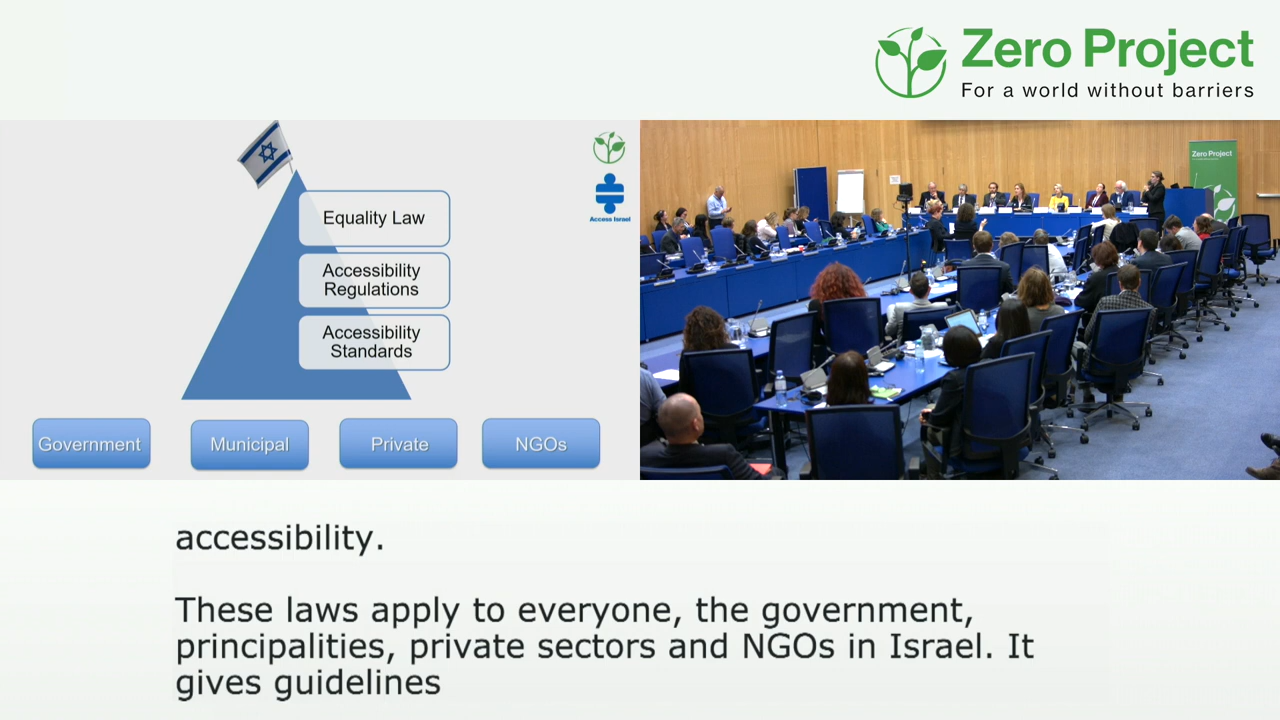 Zero Project
For a world without barriers
Equality Law
Accessibility
Regulations
Accessibility
Standards
Access Israel
Government
Municipal
Private
NGOs
Zero Project
accessibility.
These laws apply to everyone, the government,
principalities, private sectors and NGOs in Israel. It
gives guidelines